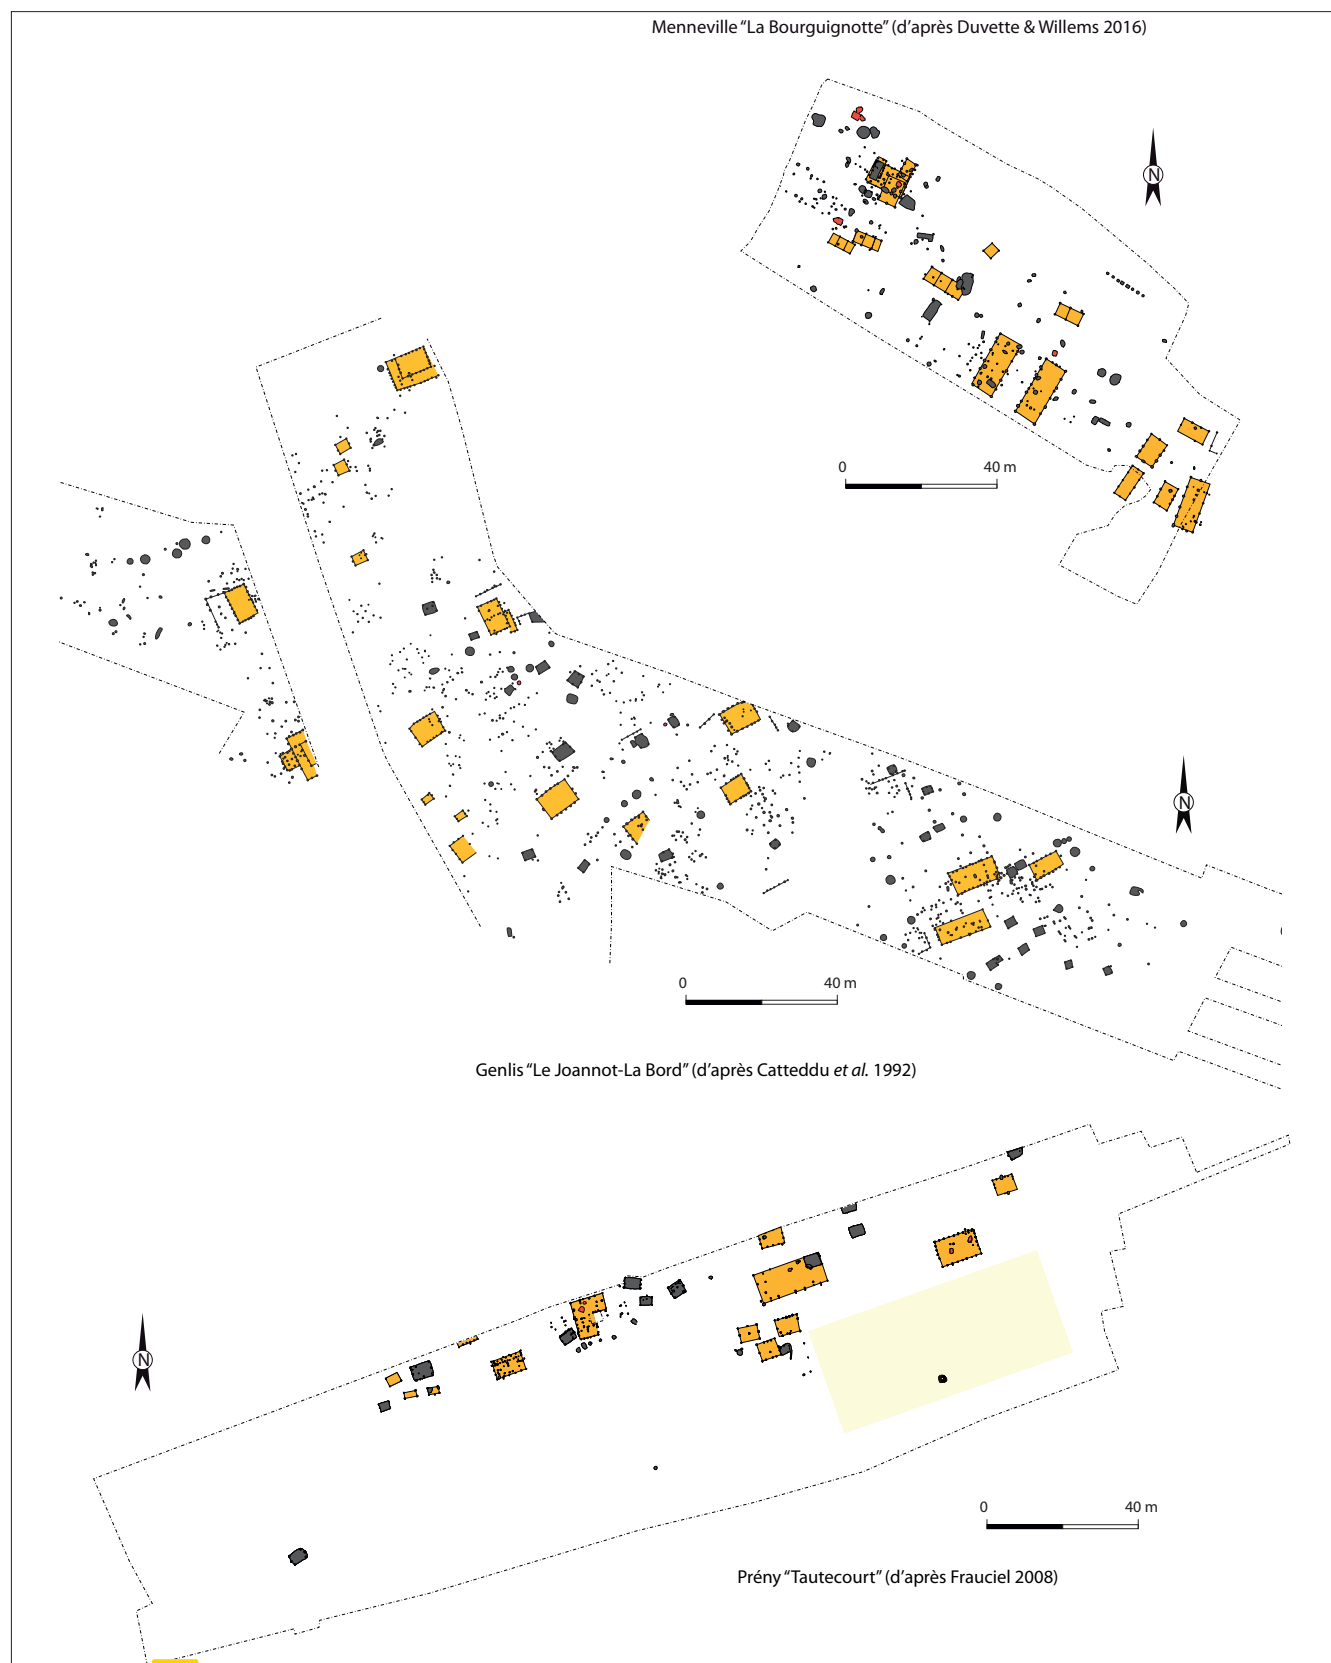 Menneville “La Bourguignotte” (d’après Duvette & Willems 2016)
N
0 40 m
N
0 40 m
Genlis “Le Joannot-La Bord” (d’après Catteddu et al. 1992)
N
0 40 m
Prény “Tautecourt” (d’après Frauciel 2008)